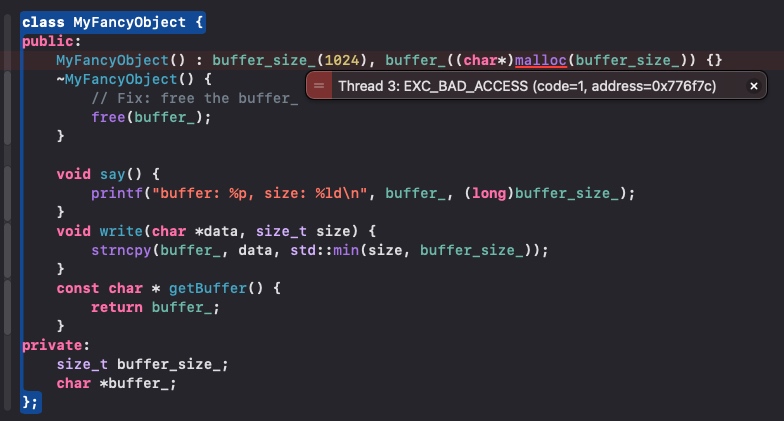 class MyFancyObject {
public:
    MyFancyObject() : buffer_size_(1024), buffer_((char*)malloc(buffer_size_)) {}
    ~MyFancyObject() {
Thread 3: EXC_BAD_ACCESS (code=1, address=0x776f7c)
        // Fix: free the buffer_
        free(buffer_);
    }

    void say() {
        printf("buffer: %p, size: %ld\n", buffer_, (long)buffer_size_);
    }
    void write(char *data, size_t size) {
        strncpy(buffer_, data, std::min(size, buffer_size_));
    }
    const char * getBuffer() {
        return buffer_;
    }
private:
    size_t buffer_size_;
    char *buffer_;
};